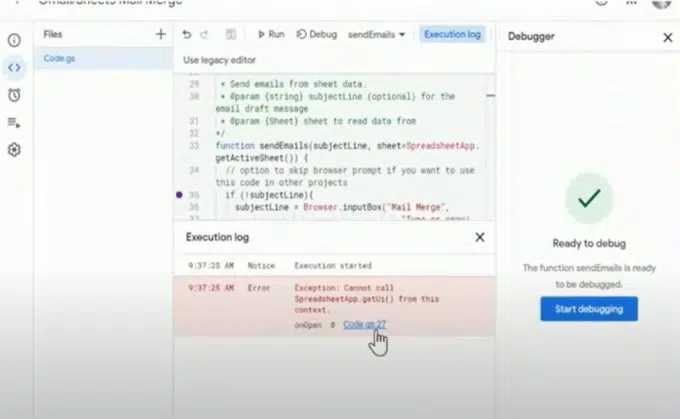 Gmail/Sheets Mail Merge
Files
Run
Debug
sendEmails
Execution log
Debugger
Code.gs
Use legacy editor
29 * Send emails from sheet data.
30 * @param {string} subjectLine (optional) for the
email draft message
31 * @param {Sheet} sheet to read data from
32 */
33 function sendEmails(subjectLine, sheet=SpreadsheetApp.
getActiveSheet()) {
34 // option to skip browser prompt if you want to use
this code in other projects
35 if (!subjectLine){
36 subjectLine = Browser.inputBox("Mail Merge",
37 "Type or copy/
Execution log
9:37:25 AM Notice Execution started
9:37:25 AM Error Exception: Cannot call
SpreadsheetApp.getUi() from this
context.
onOpen @ Code.gs:27
Ready to debug
The function sendEmails is ready
to be debugged.
Start debugging